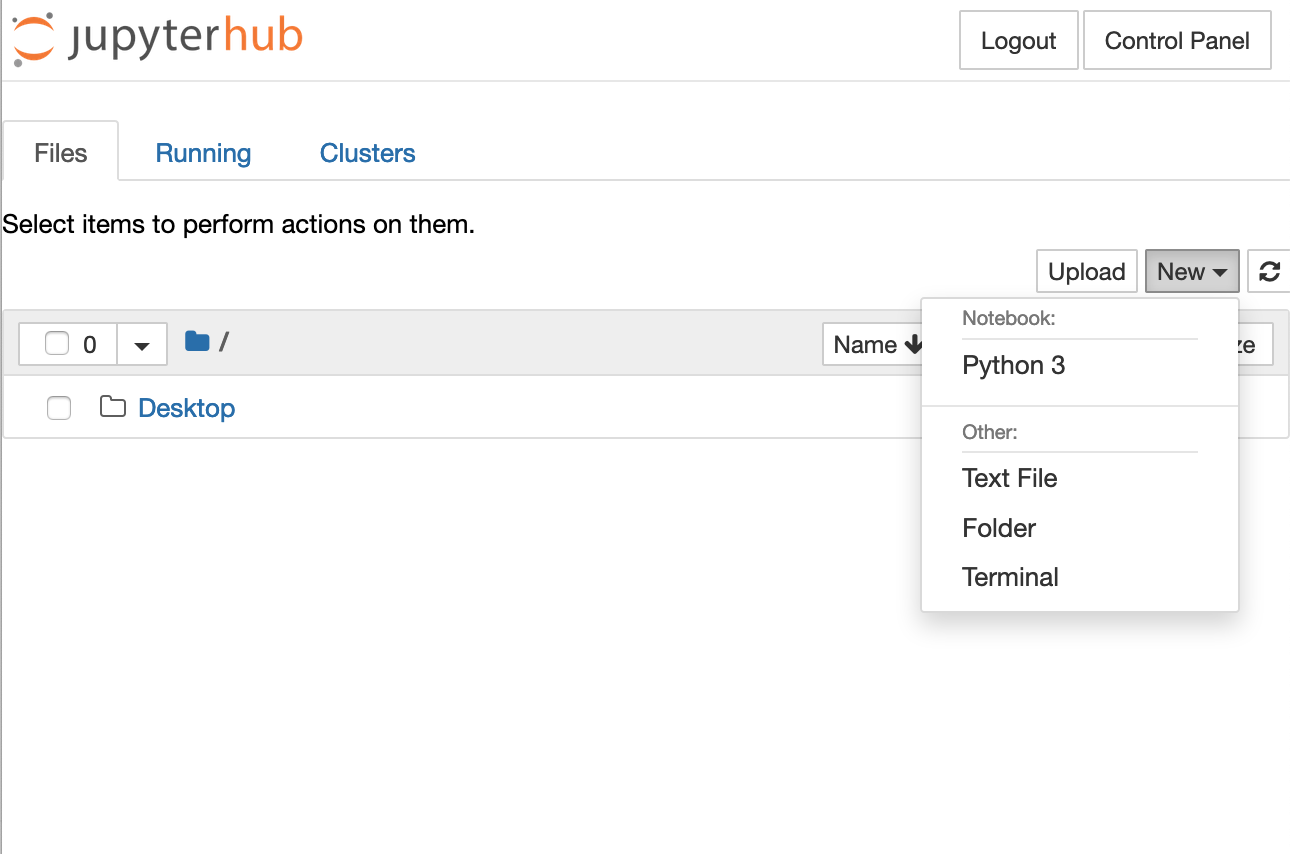 jupyterhub
Logout Control Panel
Files Running Clusters
Select items to perform actions on them.
Upload New
0 / Name
Notebook:
Python 3
Desktop
Other:
Text File
Folder
Terminal